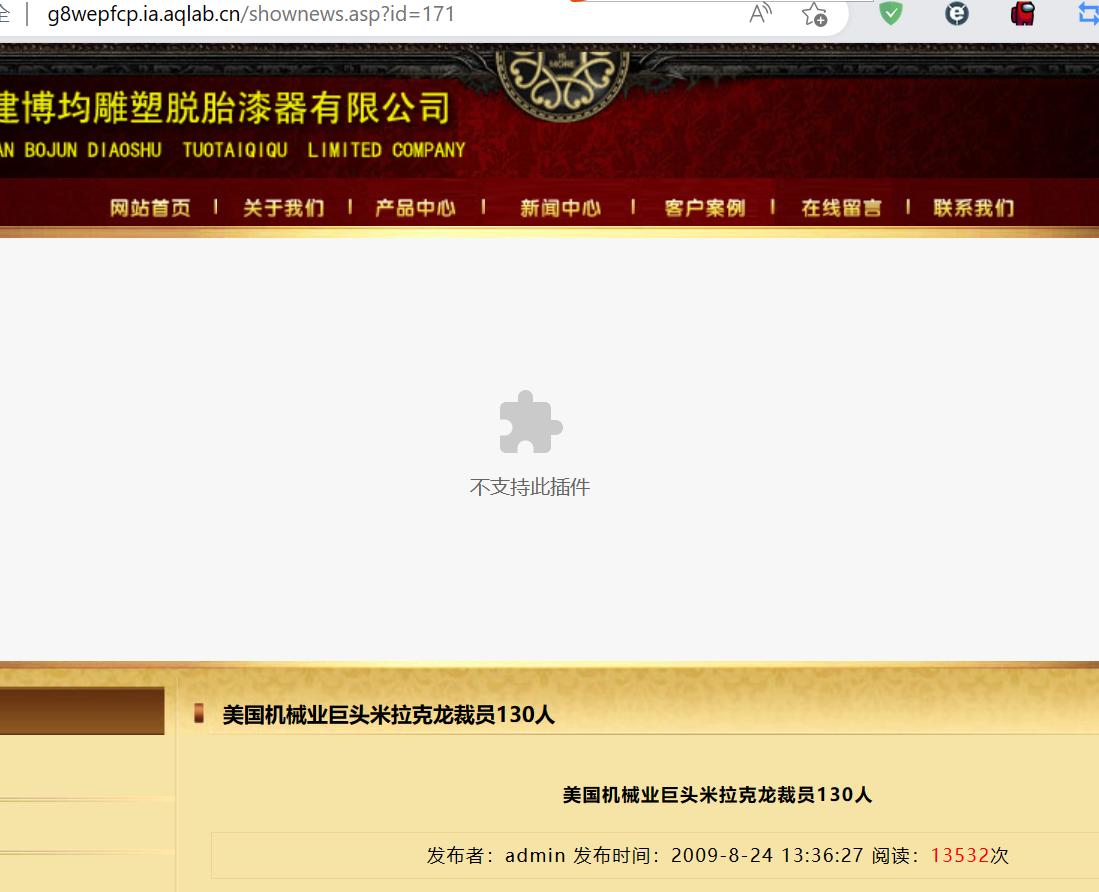 全 | g8wepfcp.ia.aqlab.cn/shownews.asp?id=171
MORE
建博均雕塑脱胎漆器有限公司
AN BOJUN DIAOSHU TUOTAIQIQU LIMITED COMPANY
网站首页 | 关于我们 | 产品中心 | 新闻中心 | 客户案例 | 在线留言 | 联系我们
不支持此插件
美国机械业巨头米拉克龙裁员130人
美国机械业巨头米拉克龙裁员130人
发布者：admin 发布时间：2009-8-24 13:36:27 阅读：13532次